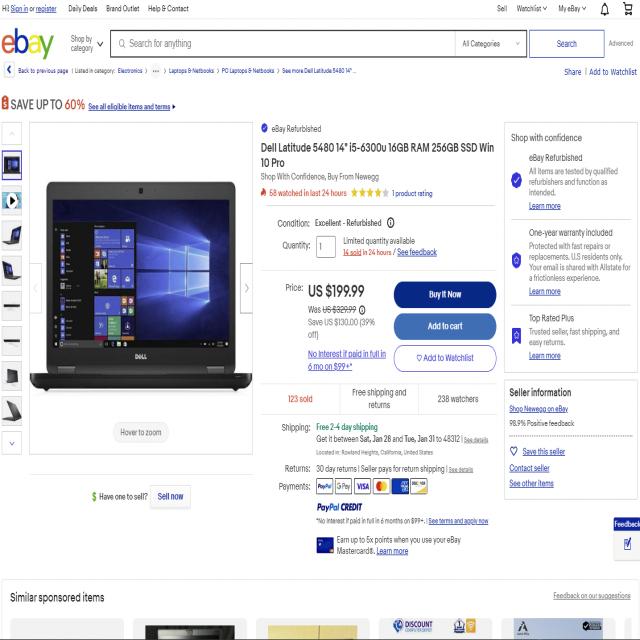 Hi! Sign in or register
Daily Deals
Brand Outlet
Help & Contact
Sell
Watchlist
My eBay
ebay
Shop by category
Search for anything
All Categories
Search
Advanced
Back to previous page
Listed in category:
Electronics
...
Laptops & Netbooks
PC Laptops & Netbooks
See more Dell Latitude 5480 14" ...
Share
Add to Watchlist
SAVE UP TO 60%
See all eligible items and terms
eBay Refurbished
Dell Latitude 5480 14" i5-6300u 16GB RAM 256GB SSD Win
10 Pro
Shop With Confidence, Buy From Newegg
58 watched in last 24 hours
1 product rating
Condition:
Excellent - Refurbished
Quantity:
1
Limited quantity available
14 sold in 24 hours / See feedback
Price:
US $199.99
Was US $329.99
Save US $130.00 (39%
off)
No Interest if paid in full in
6 mo on $99+*
Buy It Now
Add to cart
Add to Watchlist
123 sold
Free shipping and
returns
238 watchers
Shipping:
Free 2-4 day shipping
Get it between Sat, Jan 28 and Tue, Jan 31 to 48312
See details
Located in: Rowland Heights, California, United States
Returns:
30 day returns | Seller pays for return shipping |
See details
Payments:
PayPal
G Pay
VISA
PayPal CREDIT
*No Interest if paid in full in 6 months on $99+. | See terms and apply now
Earn up to 5x points when you use your eBay
Mastercard®. Learn more
DELL
Hover to zoom
Have one to sell?
Sell now
Shop with confidence
eBay Refurbished
All items are tested by qualified
refurbishers and function as
intended.
Learn more
One-year warranty included
Protected with fast repairs or
replacements. U.S residents only.
Your email is shared with Allstate for
a frictionless experience.
Learn more
Top Rated Plus
Trusted seller, fast shipping, and
easy returns.
Learn more
Seller information
Shop Newegg on eBay
98.9% Positive feedback
Save this seller
Contact seller
See other items
Feedback
Similar sponsored items
Feedback on our suggestions
DISCOUNT
COMPUTER DEPOT